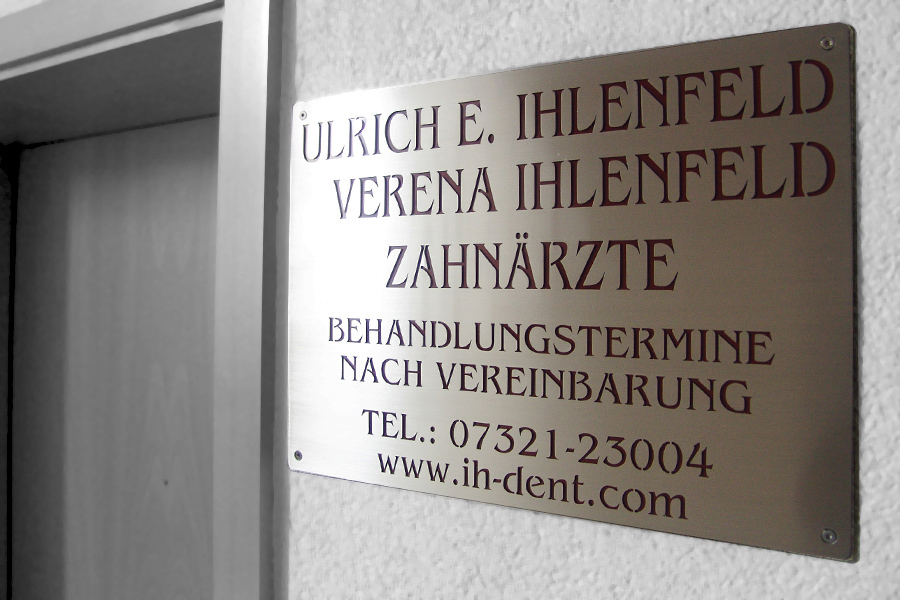 ULRICH E. IHLENFELD
VERENA IHLENFELD
ZAHNÄRZTE
BEHANDLUNGSTERMINE
NACH VEREINBARUNG
TEL.: 07321-23004
www.ih-dent.com